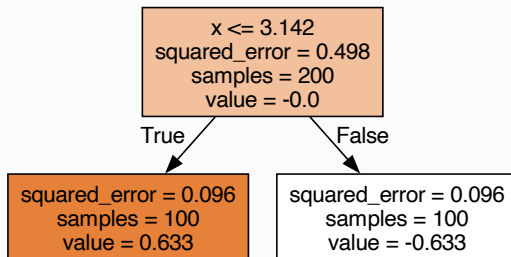 x <= 3.142
squared_error = 0.498
samples = 200
value = -0.0
True
False
squared_error = 0.096
samples = 100
value = 0.633
squared_error = 0.096
samples = 100
value = -0.633